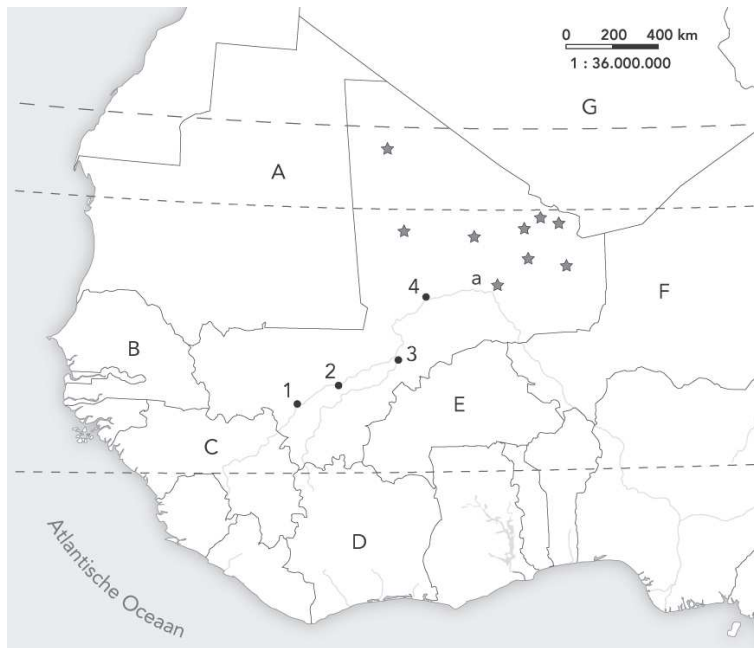 0 200 400 km
1 : 36.000.000
G
A
a
4
F
B
3
2
1
E
C
D
Atlantische Oceaan